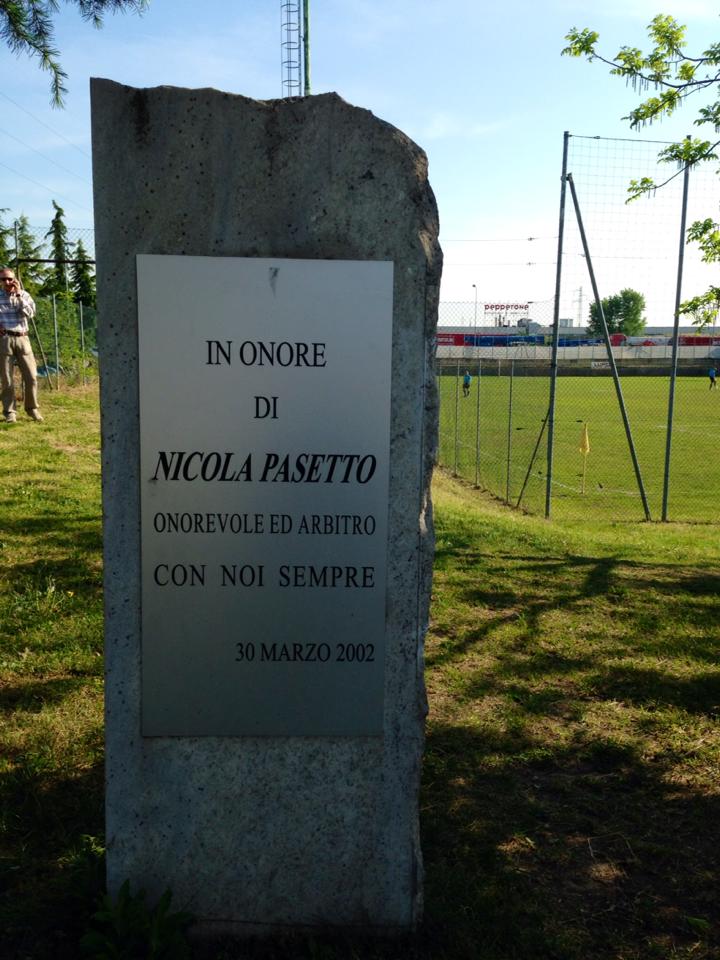 IN ONORE
DI
NICOLA PASETTO
ONOREVOLE ED ARBITRO
CON NOI SEMPRE
30 MARZO 2002
pepperone